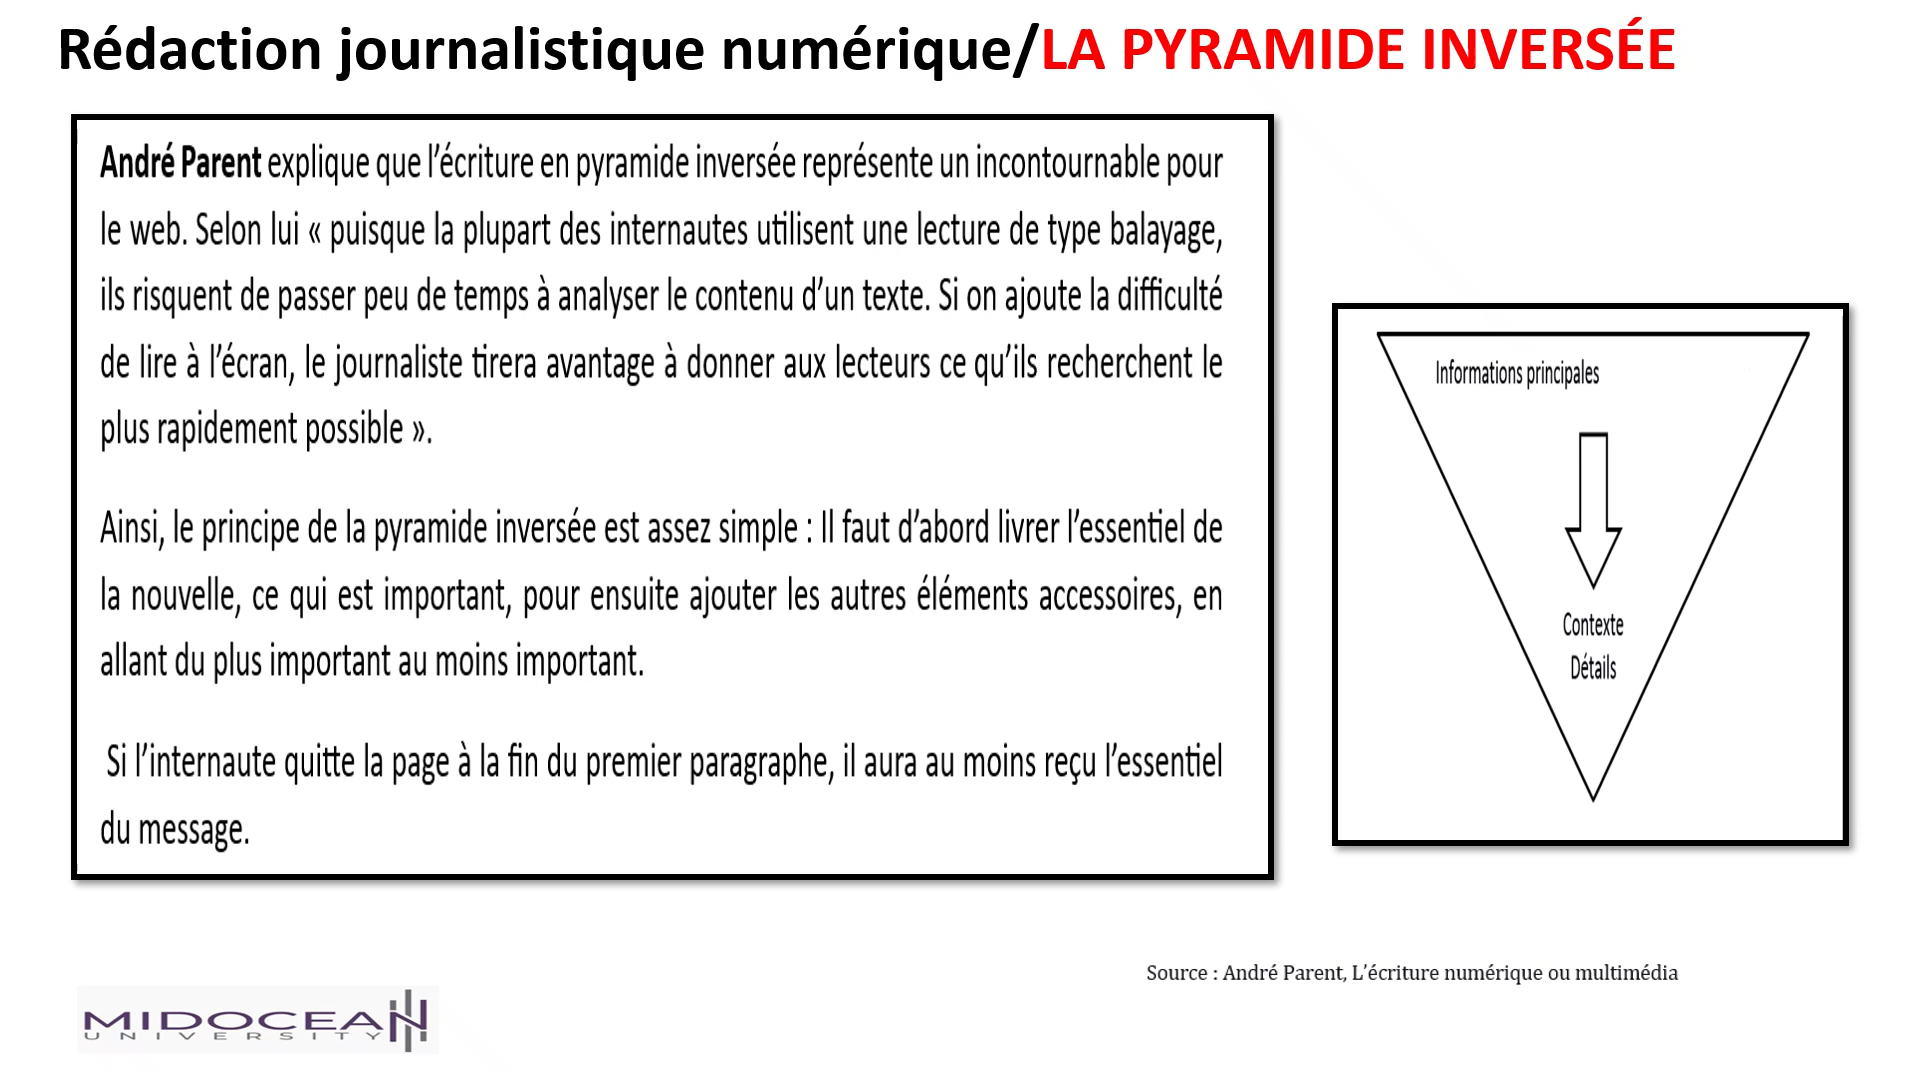 Rédaction journalistique numérique/LA PYRAMIDE INVERSÉE
André Parent explique que l'écriture en pyramide inversée représente un incontournable pour
le web. Selon lui « puisque la plupart des internautes utilisent une lecture de type balayage,
ils risquent de passer peu de temps à analyser le contenu d'un texte. Si on ajoute la difficulté
de lire à l'écran, le journaliste tirera avantage à donner aux lecteurs ce qu'ils recherchent le
plus rapidement possible ».
Ainsi, le principe de la pyramide inversée est assez simple : Il faut d'abord livrer l'essentiel de
la nouvelle, ce qui est important, pour ensuite ajouter les autres éléments accessoires, en
allant du plus important au moins important.
Si l'internaute quitte la page à la fin du premier paragraphe, il aura au moins reçu l'essentiel
du message.
Informations principales
Contexte
Détails
Source : André Parent, L'écriture numérique ou multimédia
MIDOCEAN
UNIVERSITY